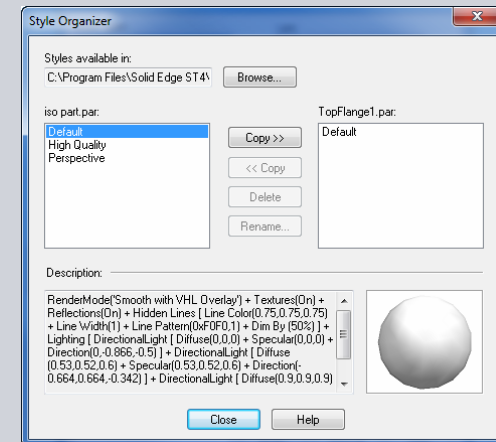 Style Organizer
Styles available in:
C:\Program Files\Solid Edge ST4\
Browse...
iso part.par:
Default
High Quality
Perspective
Copy >>
<< Copy
Delete
Rename...
TopFlange1.par:
Default
Description:
RenderMode('Smooth with VHL Overlay') + Textures(On) +
Reflections(On) + Hidden Lines [ Line Color(0.75,0.75,0.75)
+ Line Width(1) + Line Pattern(0xF0F0,1) + Dim By (50%) ] +
Lighting [ DirectionalLight [ Diffuse(0,0,0) + Specular(0,0,0) +
Direction(0,-0.866,-0.5) ] + DirectionalLight [ Diffuse
(0.53,0.52,0.6) + Specular(0.53,0.52,0.6) + Direction(-
0.664,0.664,-0.342) ] + DirectionalLight [ Diffuse(0.9,0.9,0.9)
Close
Help